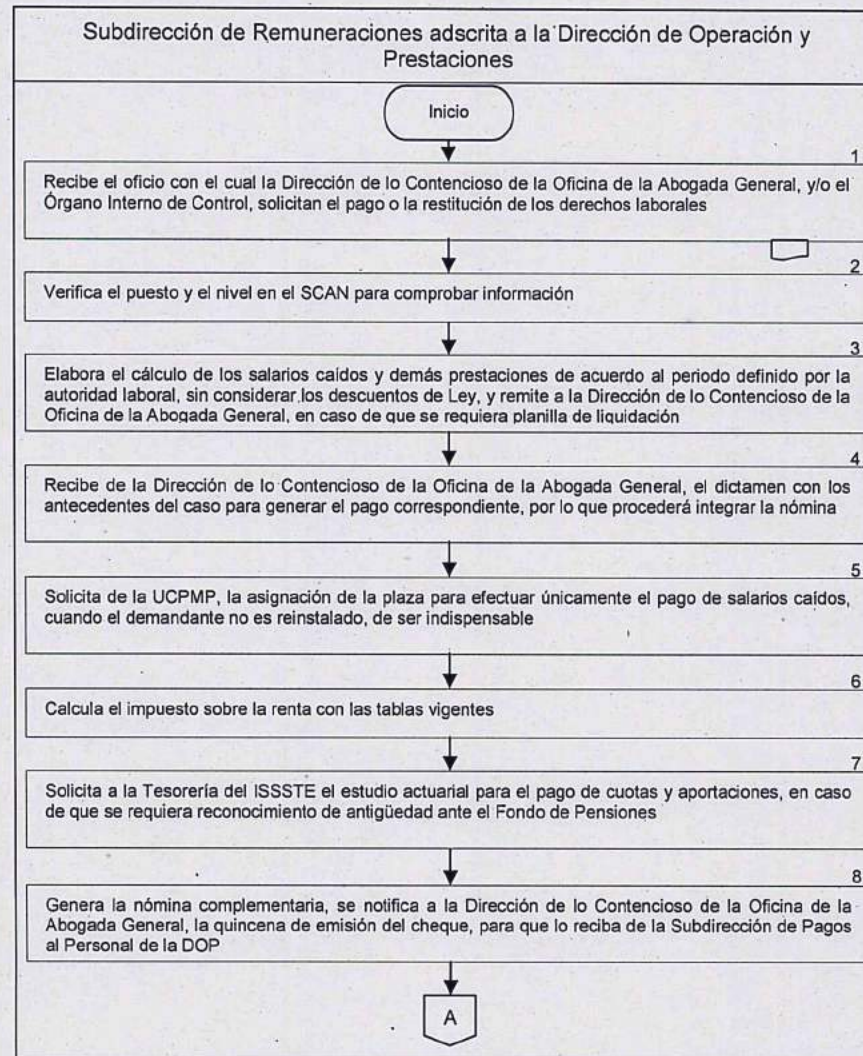 Subdirección de Remuneraciones adscrita a la Dirección de Operación y
Prestaciones
Inicio
1
Recibe el oficio con el cual la Dirección de lo Contencioso de la Oficina de la Abogada General, y/o el
Órgano Interno de Control, solicitan el pago o la restitución de los derechos laborales
2
Verifica el puesto y el nivel en el SCAN para comprobar información
3
Elabora el cálculo de los salarios caídos y demás prestaciones de acuerdo al periodo definido por la
autoridad laboral, sin considerar los descuentos de Ley, y remite a la Dirección de lo Contencioso de la
Oficina de la Abogada General, en caso de que se requiera planilla de liquidación
4
Recibe de la Dirección de lo Contencioso de la Oficina de la Abogada General, el dictamen con los
antecedentes del caso para generar el pago correspondiente, por lo que procederá integrar la nómina
5
Solicita de la UCPMP, la asignación de la plaza para efectuar únicamente el pago de salarios caídos,
cuando el demandante no es reinstalado, de ser indispensable
6
Calcula el impuesto sobre la renta con las tablas vigentes
7
Solicita a la Tesorería del ISSSTE el estudio actuarial para el pago de cuotas y aportaciones, en caso
de que se requiera reconocimiento de antigüedad ante el Fondo de Pensiones
8
Genera la nómina complementaria, se notifica a la Dirección de lo Contencioso de la Oficina de la
Abogada General, la quincena de emisión del cheque, para que lo reciba de la Subdirección de Pagos
al Personal de la DOP
A